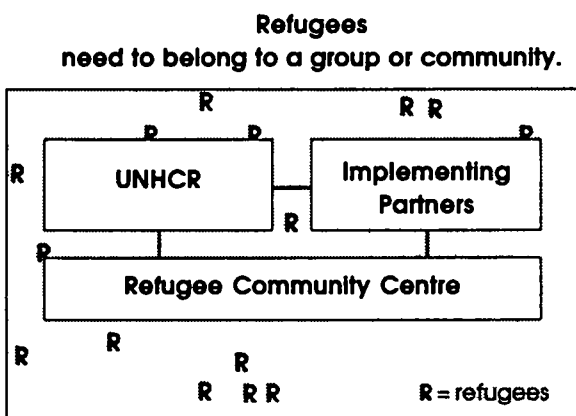 Refugees
need to belong to a group or community.
R
R R
R
UNHCR
Implementing
Partners
R
Refugee Community Centre
R
R
R
R R R
R = refugees